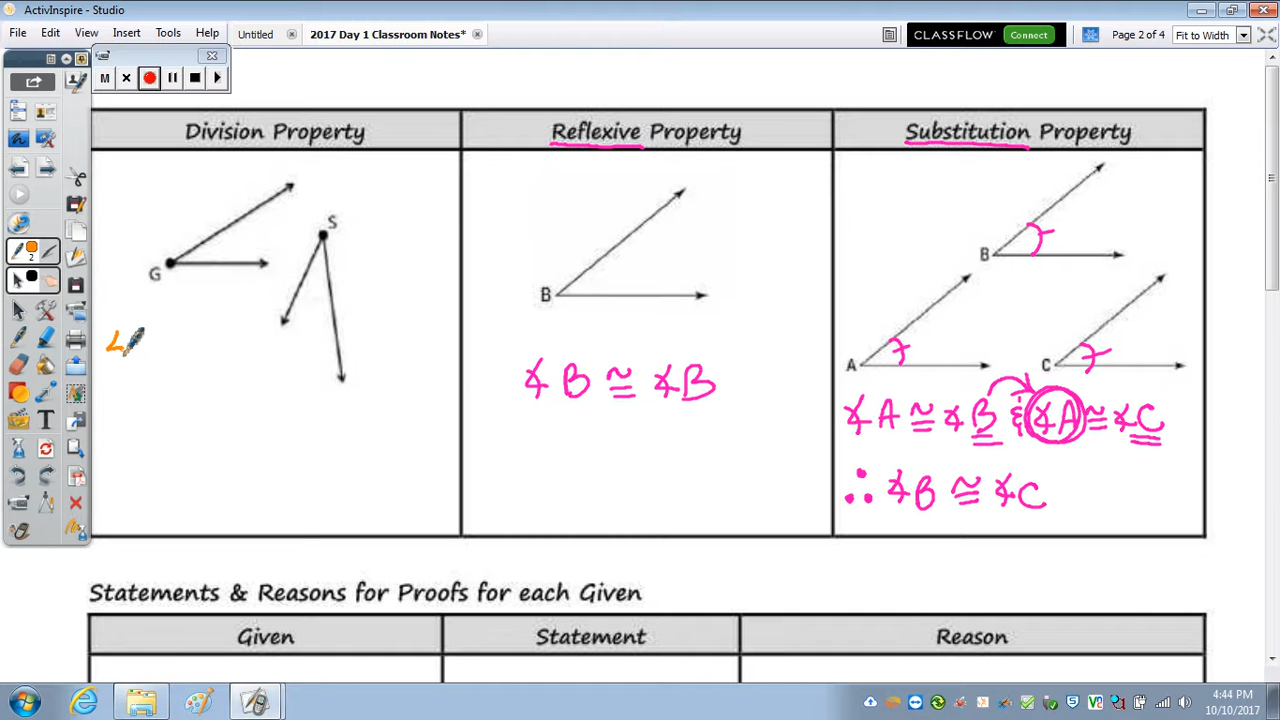 ActivInspire - Studio
File Edit View Insert Tools Help
Untitled
2017 Day 1 Classroom Notes*
CLASSFLOW Connect
Page 2 of 4
Fit to Width
M
2
Division Property
Reflexive Property
Substitution Property
G
S
B
B
A
C
∡B ≅ ∡B
∡A ≅ ∡B & ∡A ≅ ∡C
∴ ∡B ≅ ∡C
Statements & Reasons for Proofs for each Given
Given
Statement
Reason
4:44 PM
10/10/2017